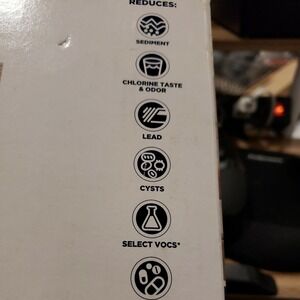 REDUCES:
SEDIMENT
CHLORINE TASTE
& ODOR
LEAD
CYSTS
SELECT VOCS*